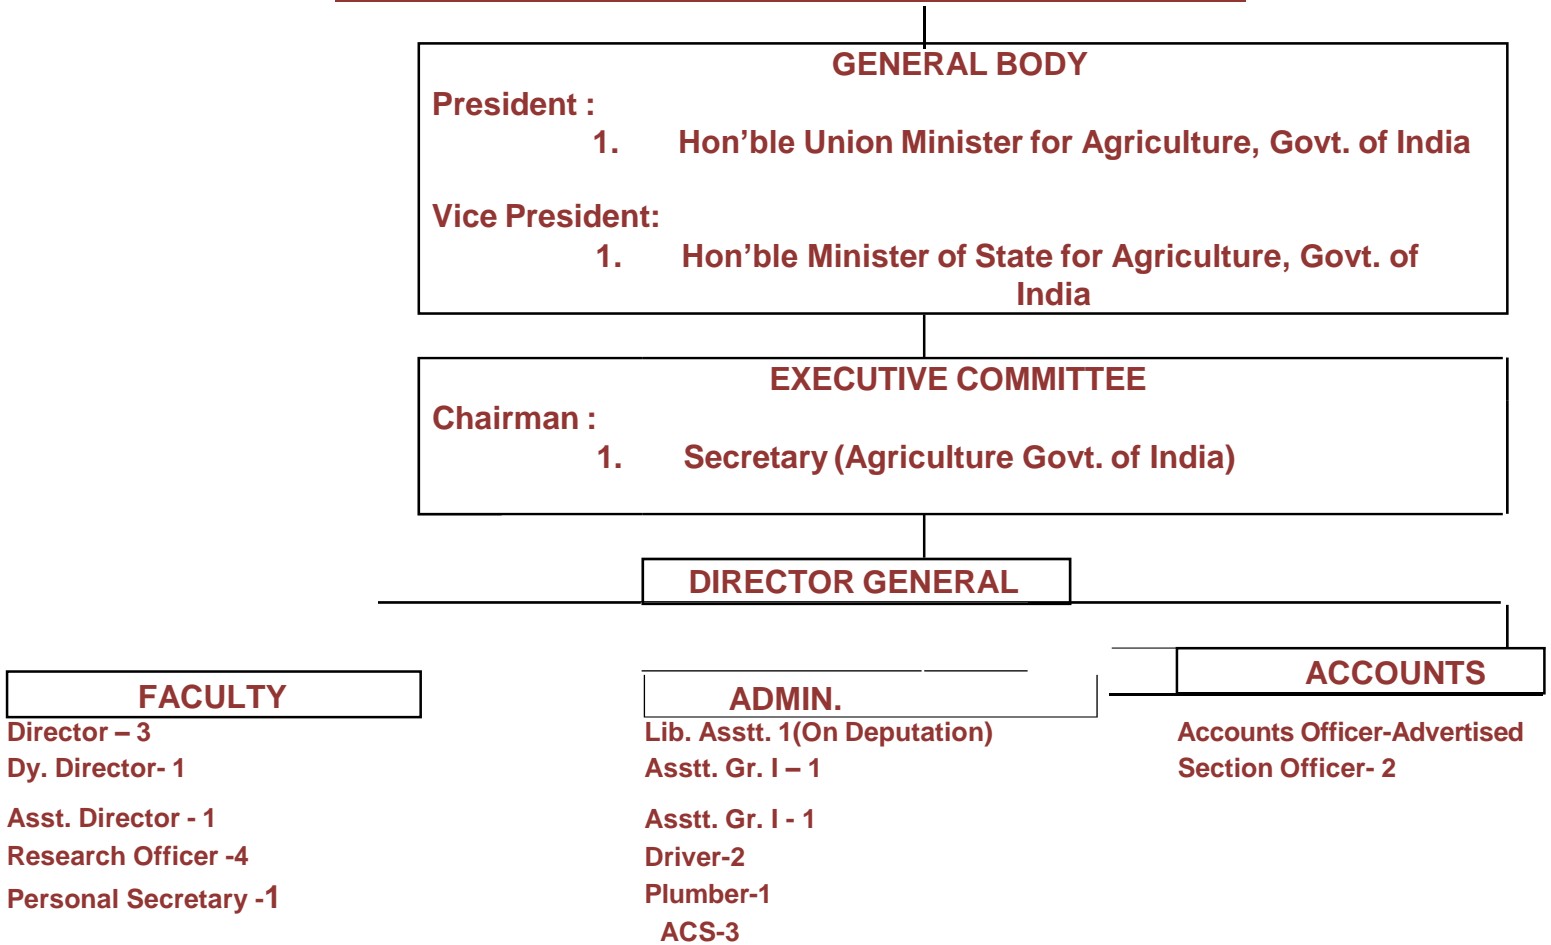 GENERAL BODY
President :
1. Hon’ble Union Minister for Agriculture, Govt. of India
Vice President:
1. Hon’ble Minister of State for Agriculture, Govt. of
India
EXECUTIVE COMMITTEE
Chairman :
1. Secretary (Agriculture Govt. of India)
DIRECTOR GENERAL
FACULTY
Director – 3
Dy. Director- 1
Asst. Director - 1
Research Officer -4
Personal Secretary -1
ADMIN.
Lib. Asstt. 1(On Deputation)
Asstt. Gr. I – 1
Asstt. Gr. I - 1
Driver-2
Plumber-1
ACS-3
ACCOUNTS
Accounts Officer-Advertised
Section Officer- 2